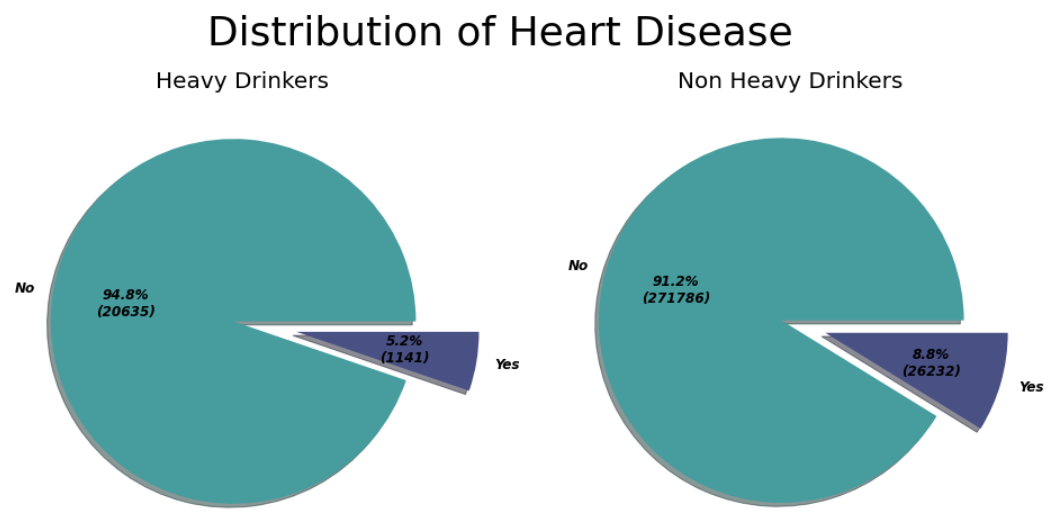 Distribution of Heart Disease
Heavy Drinkers
No
94.8%
(20635)
5.2%
(1141)
Yes
Non Heavy Drinkers
No
91.2%
(271786)
8.8%
(26232)
Yes